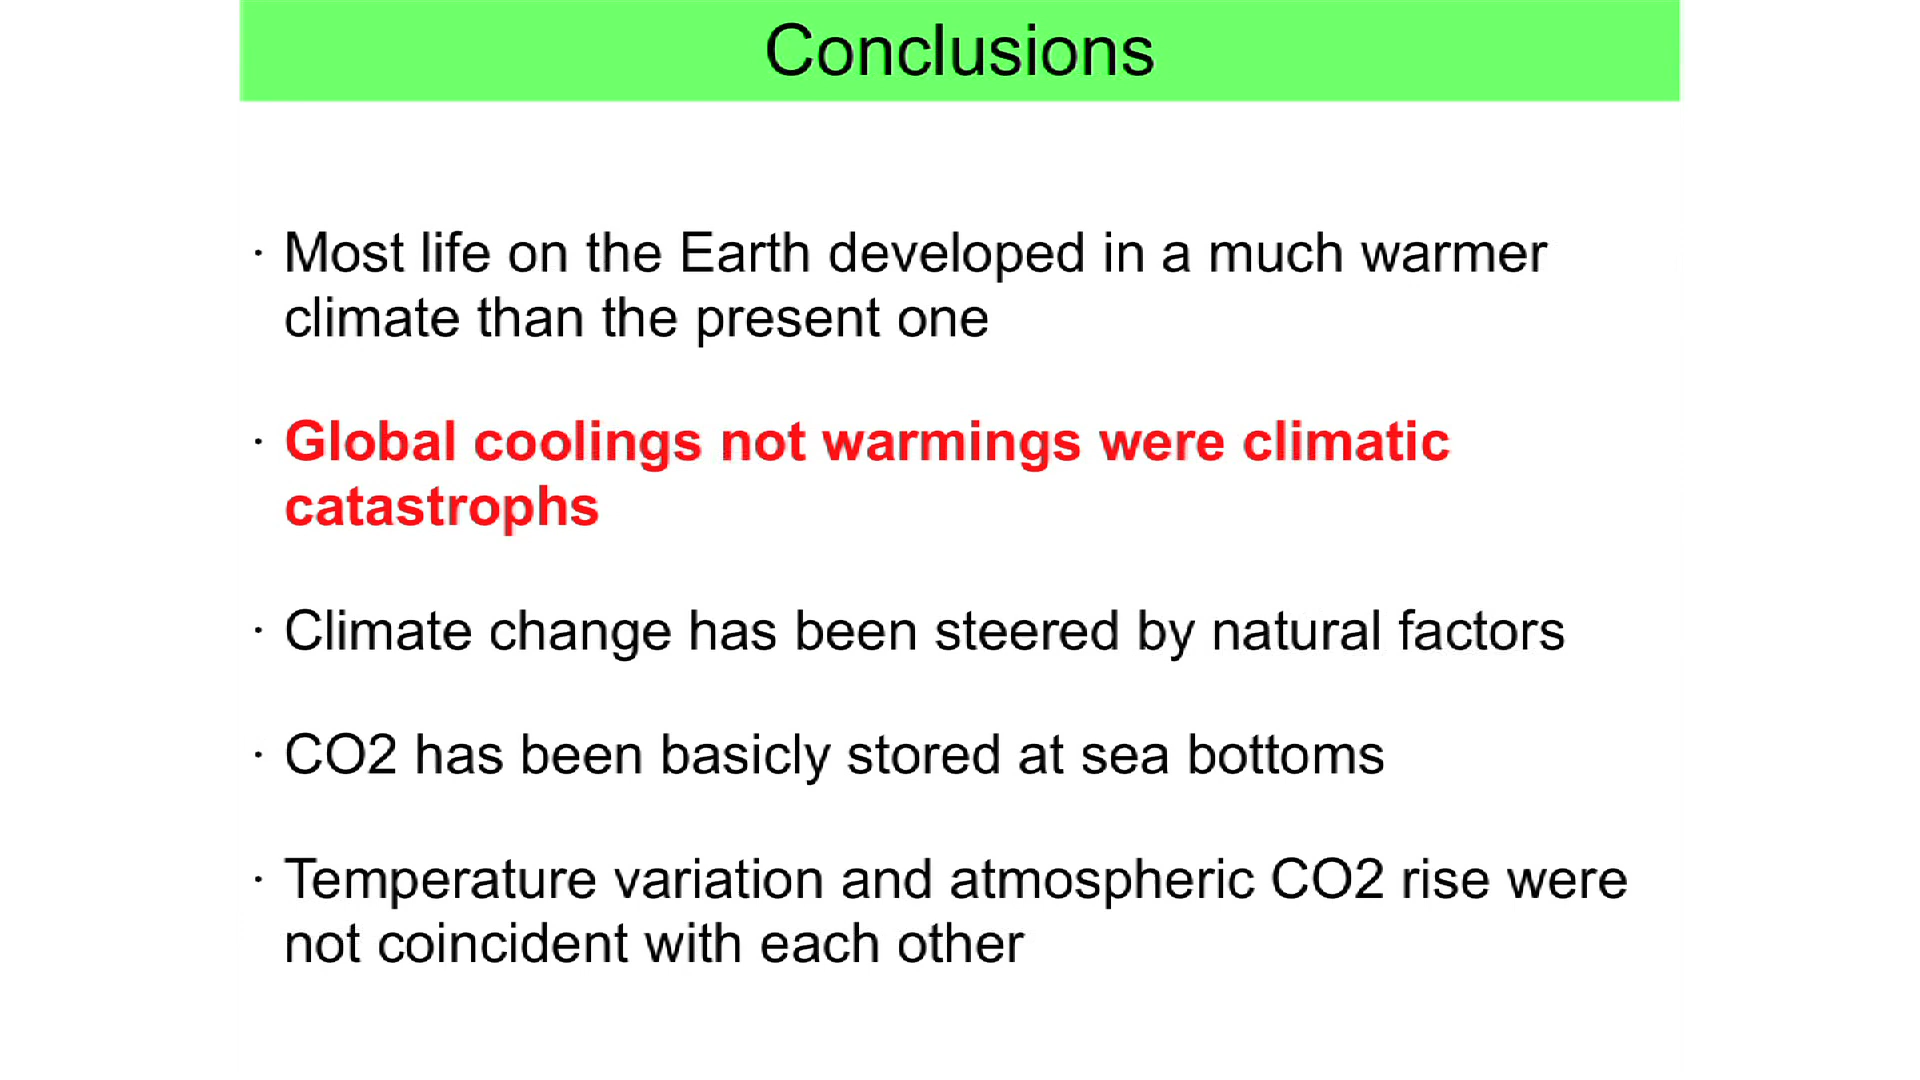 Conclusions
· Most life on the Earth developed in a much warmer
climate than the present one
· Global coolings not warmings were climatic
catastrophs
· Climate change has been steered by natural factors
· CO2 has been basicly stored at sea bottoms
· Temperature variation and atmospheric CO2 rise were
not coincident with each other